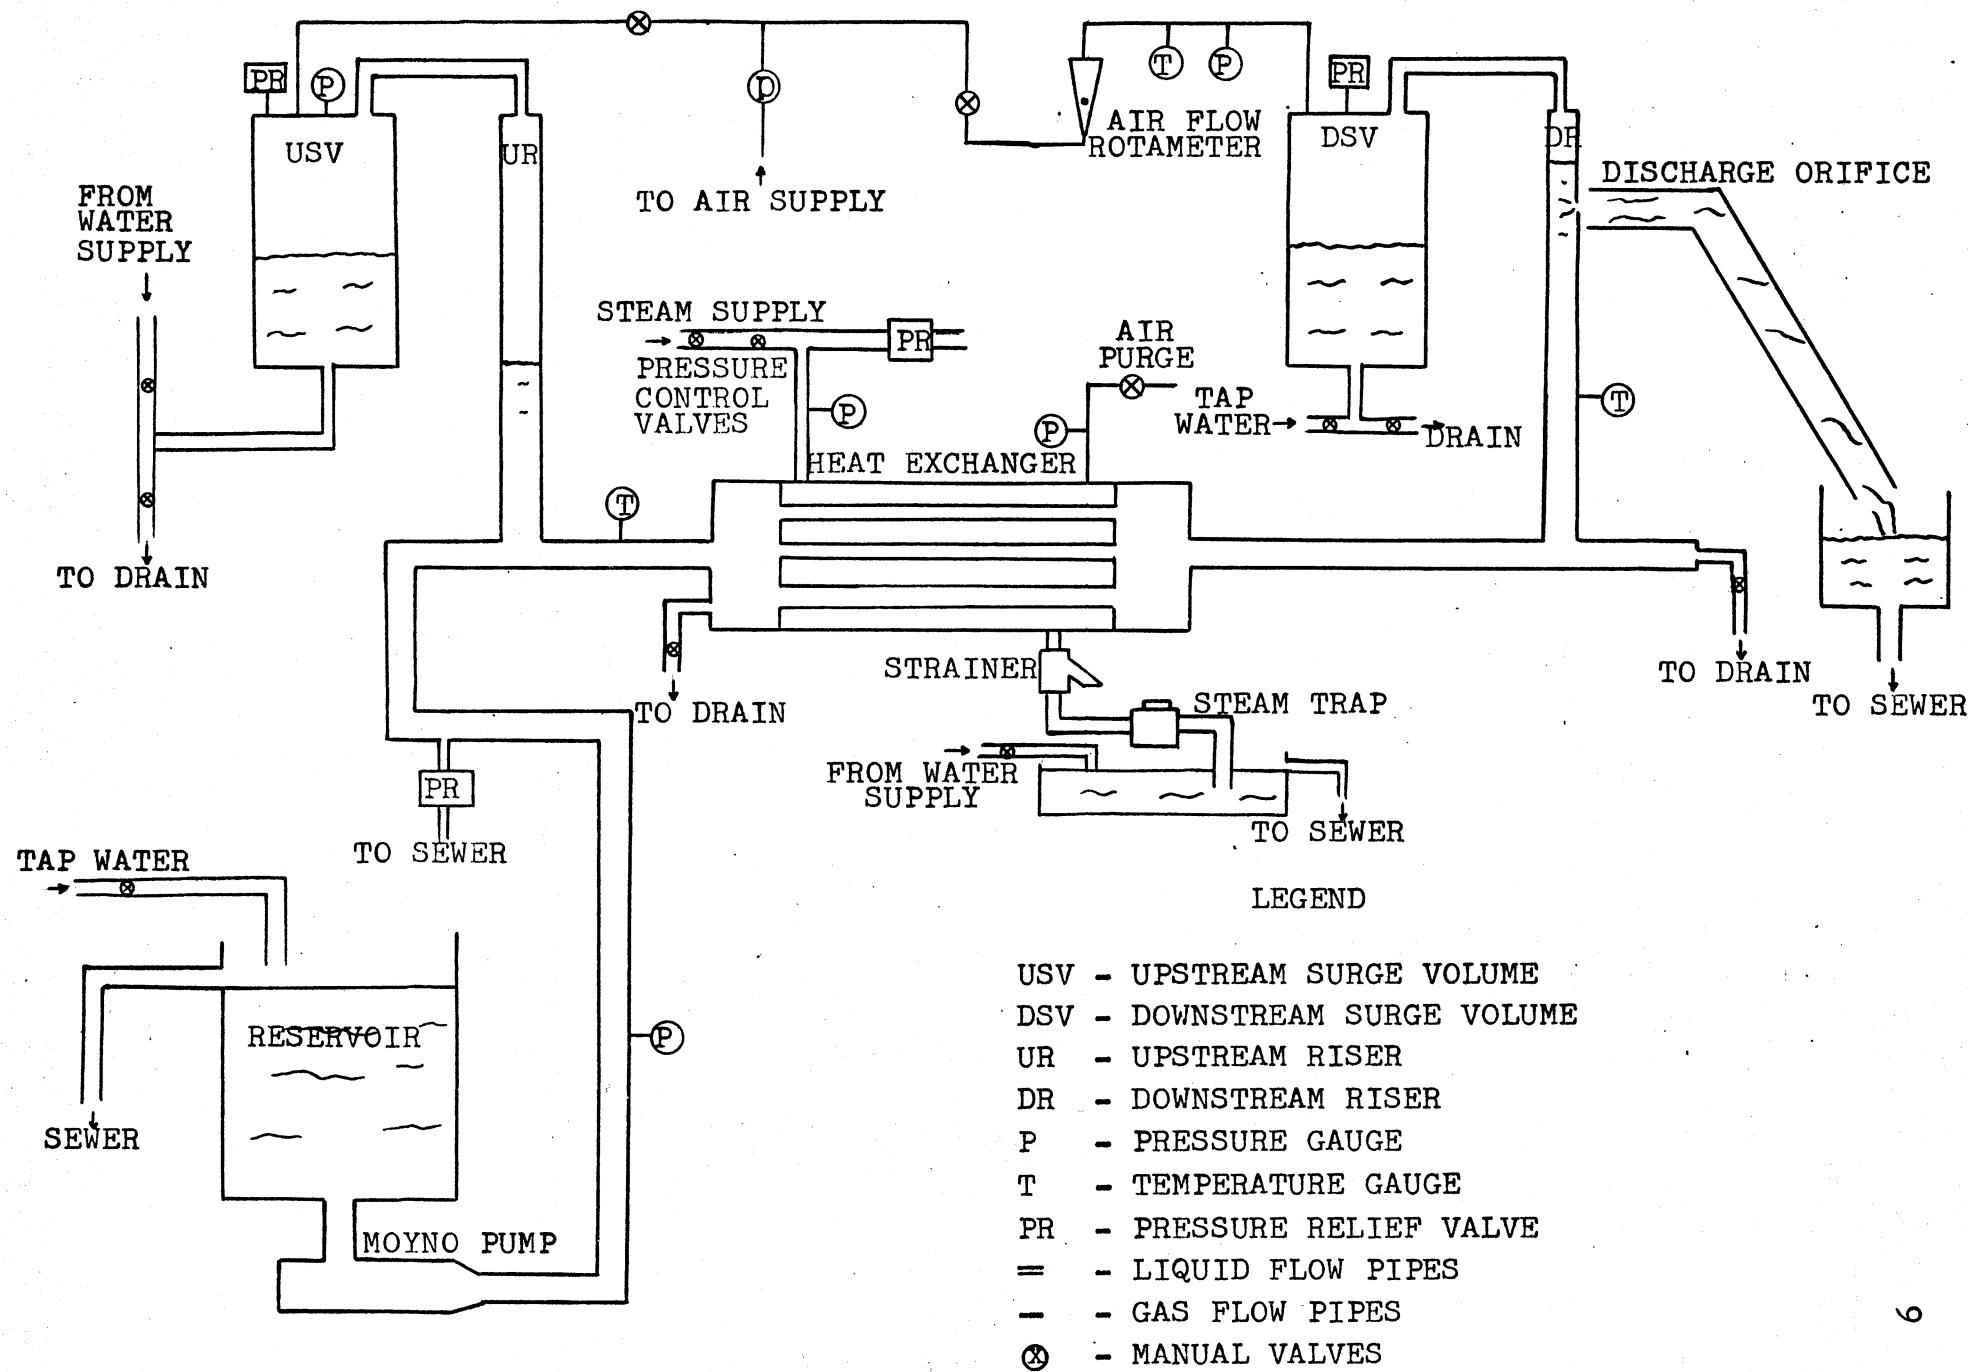 PR
P
USV
UR
FROM
WATER
SUPPLY
TO DRAIN
P
TO AIR SUPPLY
AIR FLOW
ROTAMETER
T
P
PR
DSV
DR
DISCHARGE ORIFICE
STEAM SUPPLY
PR
PRESSURE
CONTROL
VALVES
P
AIR
PURGE
P
TAP
WATER
DRAIN
T
HEAT EXCHANGER
T
TO DRAIN
STRAINER
STEAM TRAP
FROM WATER
SUPPLY
TO SEWER
TO DRAIN
TO SEWER
PR
TO SEWER
TAP WATER
RESERVOIR
SEWER
P
MOYNO PUMP
LEGEND
USV - UPSTREAM SURGE VOLUME
DSV - DOWNSTREAM SURGE VOLUME
UR - UPSTREAM RISER
DR - DOWNSTREAM RISER
P - PRESSURE GAUGE
T - TEMPERATURE GAUGE
PR - PRESSURE RELIEF VALVE
= - LIQUID FLOW PIPES
— - GAS FLOW PIPES
ⓧ - MANUAL VALVES
6